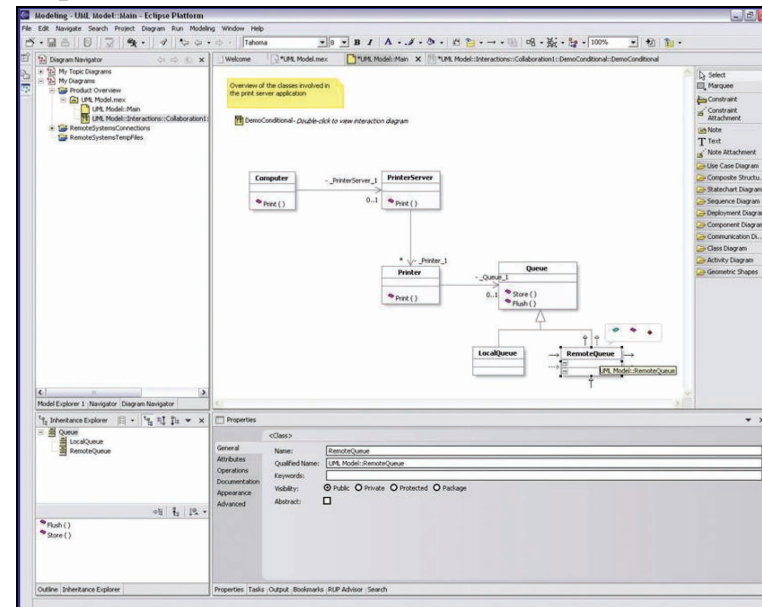 Modeling - UML Model::Main - Eclipse Platform
File Edit Navigate Search Project Diagram Run Modeling Window Help
Tahoma
9
B I A
100%
Diagram Navigator
My Topic Diagrams
My Diagrams
Product Overview
UML Model.mex
UML Model::Main
UML Model::Interactions::Collaboration1:
RemoteSystemsConnections
RemoteSystemsTempFiles
Model Explorer 1 Navigator Diagram Navigator
Welcome *UML Model.mex *UML Model::Main *UML Model::Interactions::Collaboration1::DemoConditional::DemoConditional
Overview of the classes involved in
the print server application
DemoConditional - Double-click to view interaction diagram
Computer
Print ( )
- _PrinterServer_1
0..1
PrinterServer
Print ( )
* - _Printer_1
Printer
Print ( )
- _Queue_1
0..1
Queue
Store ( )
Flush ( )
LocalQueue
RemoteQueue
UML Model::RemoteQueue
Select
Marquee
Constraint
Constraint
Attachment
Note
Text
Note Attachment
Use Case Diagram
Composite Structu..
Statechart Diagram
Sequence Diagram
Deployment Diagram
Component Diagram
Communication Di..
Class Diagram
Activity Diagram
Geometric Shapes
Inheritance Explorer
Queue
LocalQueue
RemoteQueue
Flush ( )
Store ( )
Outline Inheritance Explorer
Properties
<Class>
General
Attributes
Operations
Documentation
Appearance
Advanced
Name: RemoteQueue
Qualified Name: UML Model::RemoteQueue
Keywords:
Visibility: Public Private Protected Package
Abstract:
Properties Tasks Output Bookmarks RUP Advisor Search